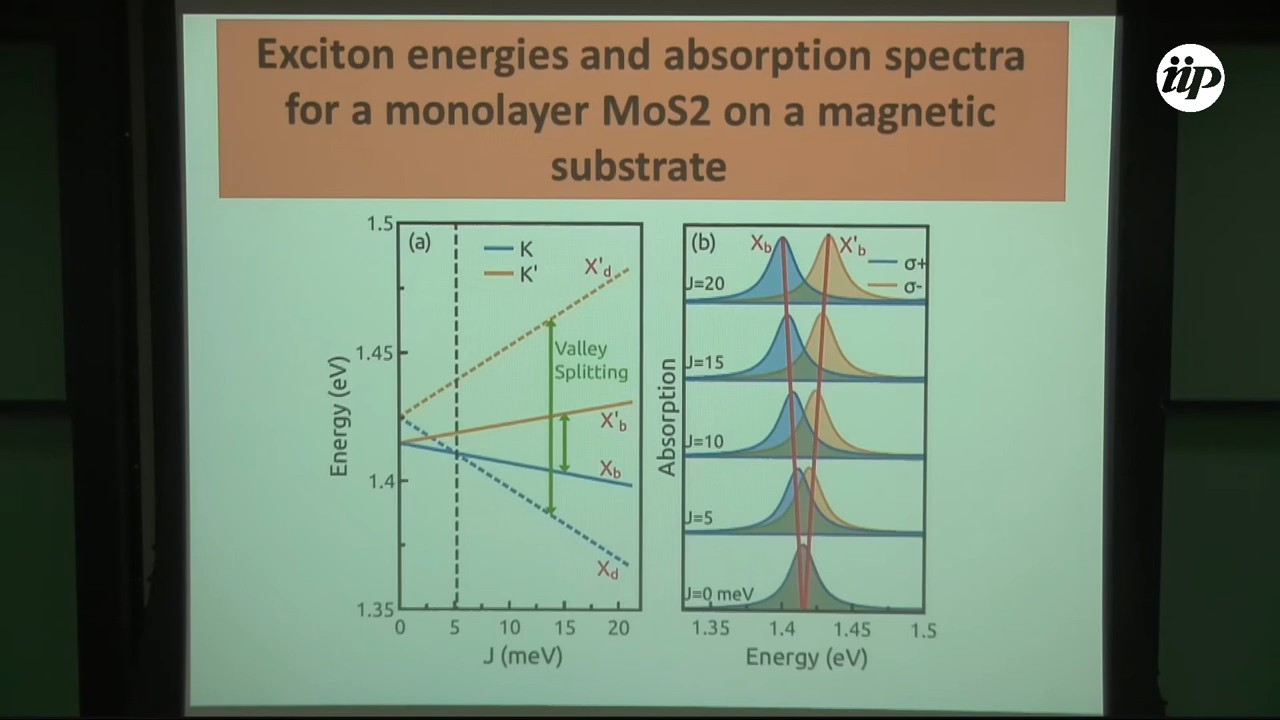 Exciton energies and absorption spectra
for a monolayer MoS2 on a magnetic
substrate
iip
(a)
K
K'
X'd
Valley
Splitting
X'b
Xb
Xd
1.5
1.45
1.4
1.35
Energy (eV)
0 5 10 15 20
J (meV)
(b)
Xb
X'b
σ+
σ-
J=20
J=15
J=10
J=5
J=0 meV
Absorption
1.35 1.4 1.45 1.5
Energy (eV)